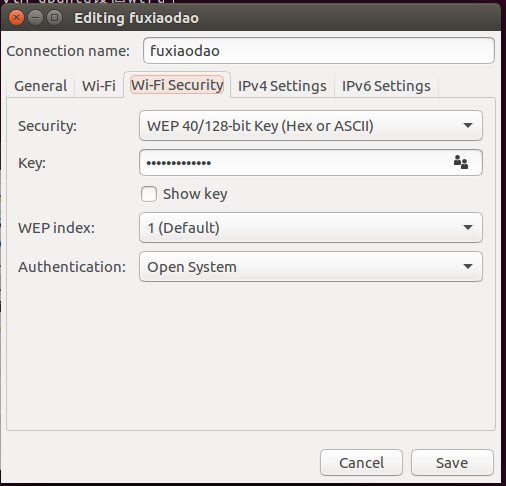 Editing fuxiaodao
Connection name: fuxiaodao
General Wi-Fi Wi-Fi Security IPv4 Settings IPv6 Settings
Security: WEP 40/128-bit Key (Hex or ASCII)
Key: •••••••••••••
Show key
WEP index: 1 (Default)
Authentication: Open System
Cancel Save